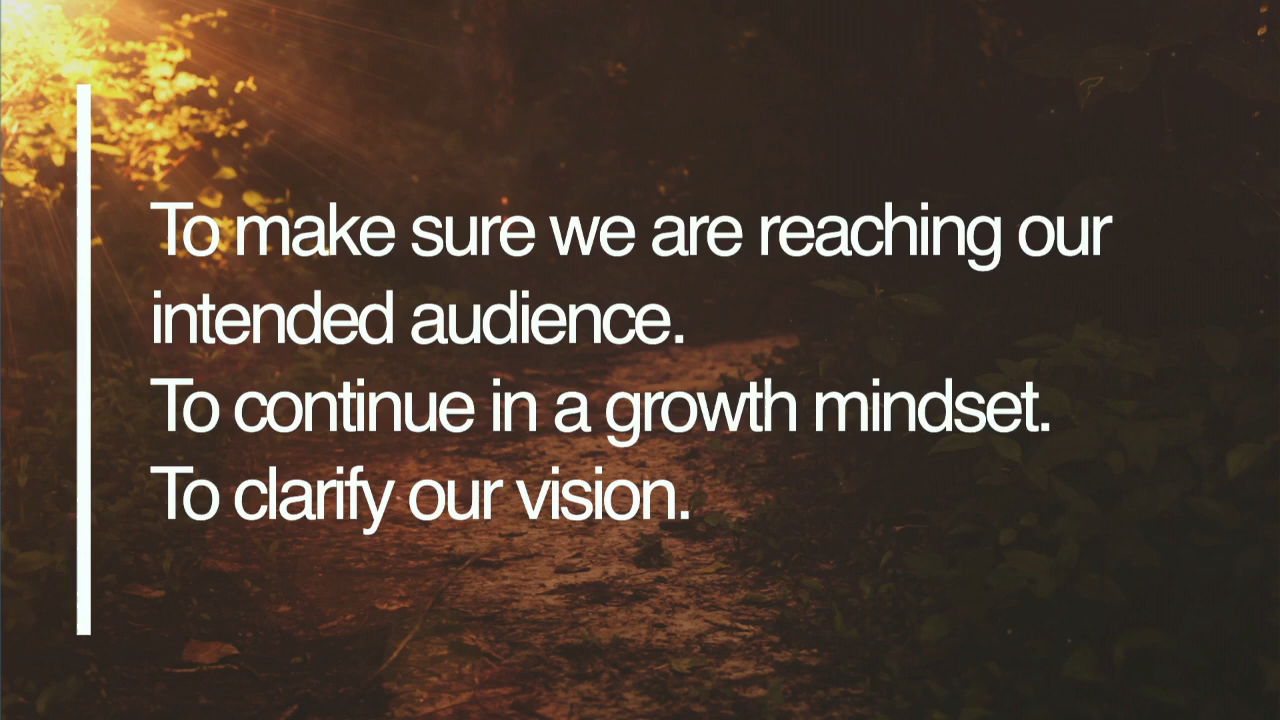 To make sure we are reaching our
intended audience.
To continue in a growth mindset.
To clarify our vision.